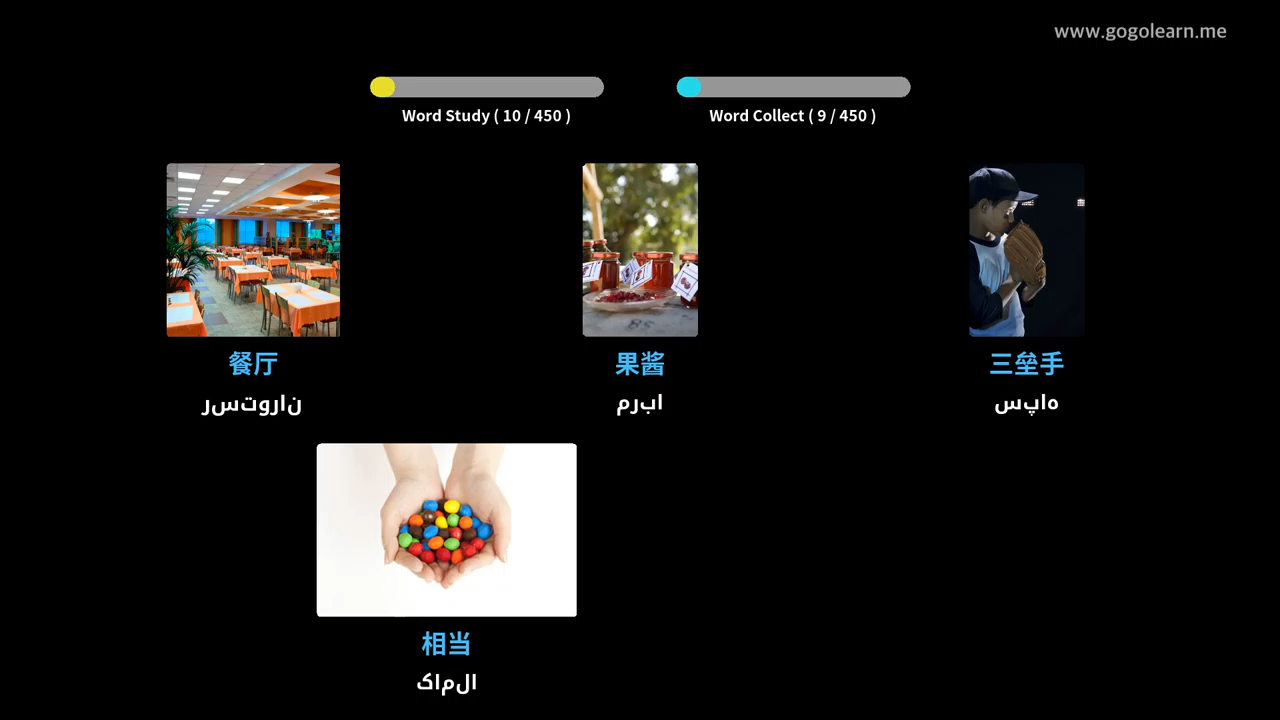 www.gogolearn.me
Word Study ( 10 / 450 )
Word Collect ( 9 / 450 )
餐厅
ناروتسر
果酱
ابرم
三垒手
هاپس
相当
الماک